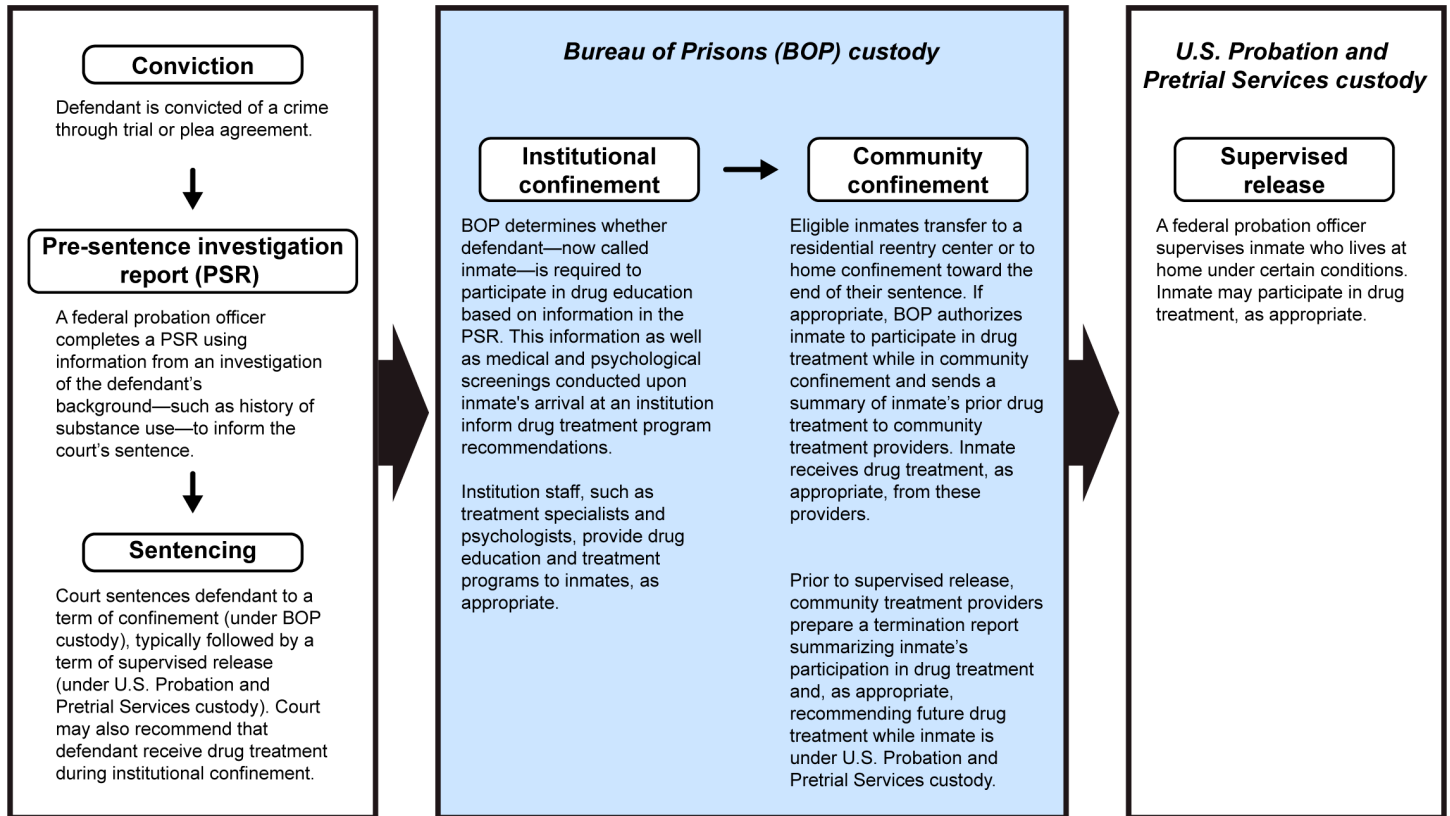 Conviction
Defendant is convicted of a crime
through trial or plea agreement.
Pre-sentence investigation
report (PSR)
A federal probation officer
completes a PSR using
information from an investigation
of the defendant’s
background—such as history of
substance use—to inform the
court’s sentence.
Sentencing
Court sentences defendant to a
term of confinement (under BOP
custody), typically followed by a
term of supervised release
(under U.S. Probation and
Pretrial Services custody). Court
may also recommend that
defendant receive drug treatment
during institutional confinement.
Bureau of Prisons (BOP) custody
Institutional
confinement
BOP determines whether
defendant—now called
inmate—is required to
participate in drug education
based on information in the
PSR. This information as well
as medical and psychological
screenings conducted upon
inmate's arrival at an institution
inform drug treatment program
recommendations.
Institution staff, such as
treatment specialists and
psychologists, provide drug
education and treatment
programs to inmates, as
appropriate.
Community
confinement
Eligible inmates transfer to a
residential reentry center or to
home confinement toward the
end of their sentence. If
appropriate, BOP authorizes
inmate to participate in drug
treatment while in community
confinement and sends a
summary of inmate’s prior drug
treatment to community
treatment providers. Inmate
receives drug treatment, as
appropriate, from these
providers.
Prior to supervised release,
community treatment providers
prepare a termination report
summarizing inmate’s
participation in drug treatment
and, as appropriate,
recommending future drug
treatment while inmate is
under U.S. Probation and
Pretrial Services custody.
U.S. Probation and
Pretrial Services custody
Supervised
release
A federal probation officer
supervises inmate who lives at
home under certain conditions.
Inmate may participate in drug
treatment, as appropriate.